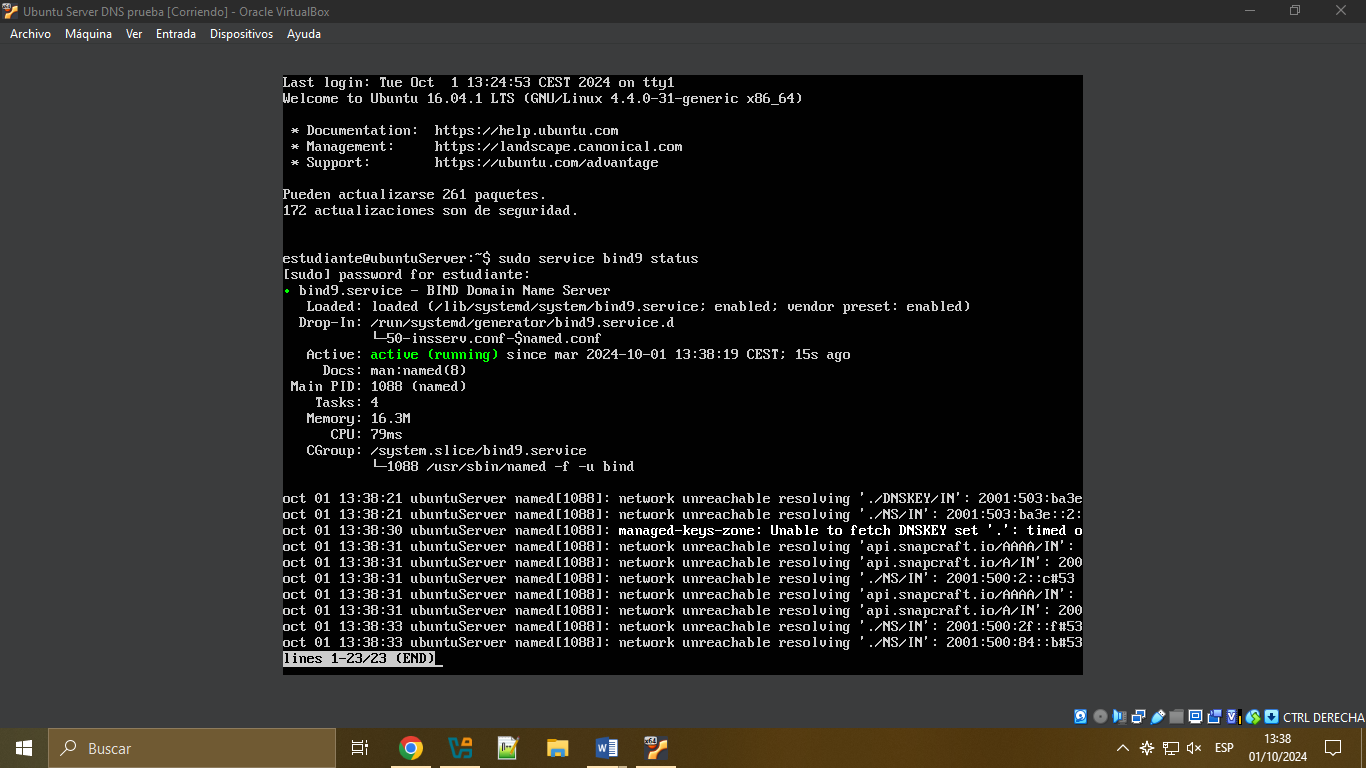 Ubuntu Server DNS prueba [Corriendo] - Oracle VirtualBox
Archivo Máquina Ver Entrada Dispositivos Ayuda
Last login: Tue Oct  1 13:24:53 CEST 2024 on tty1
Welcome to Ubuntu 16.04.1 LTS (GNU/Linux 4.4.0-31-generic x86_64)
* Documentation:  https://help.ubuntu.com
* Management:     https://landscape.canonical.com
* Support:        https://ubuntu.com/advantage
Pueden actualizarse 261 paquetes.
172 actualizaciones son de seguridad.
estudiante@ubuntuServer:~$ sudo service bind9 status
[sudo] password for estudiante:
• bind9.service - BIND Domain Name Server
Loaded: loaded (/lib/systemd/system/bind9.service; enabled; vendor preset: enabled)
Drop-In: /run/systemd/generator/bind9.service.d
└─50-insserv.conf-$named.conf
Active: active (running) since mar 2024-10-01 13:38:19 CEST; 15s ago
Docs: man:named(8)
Main PID: 1088 (named)
Tasks: 4
Memory: 16.3M
CPU: 79ms
CGroup: /system.slice/bind9.service
└─1088 /usr/sbin/named -f -u bind
oct 01 13:38:21 ubuntuServer named[1088]: network unreachable resolving './DNSKEY/IN': 2001:503:ba3e
oct 01 13:38:21 ubuntuServer named[1088]: network unreachable resolving './NS/IN': 2001:503:ba3e::2:
oct 01 13:38:30 ubuntuServer named[1088]: managed-keys-zone: Unable to fetch DNSKEY set '.': timed o
oct 01 13:38:31 ubuntuServer named[1088]: network unreachable resolving 'api.snapcraft.io/AAAA/IN':
oct 01 13:38:31 ubuntuServer named[1088]: network unreachable resolving 'api.snapcraft.io/A/IN': 200
oct 01 13:38:31 ubuntuServer named[1088]: network unreachable resolving './NS/IN': 2001:500:2::c#53
oct 01 13:38:31 ubuntuServer named[1088]: network unreachable resolving 'api.snapcraft.io/AAAA/IN':
oct 01 13:38:31 ubuntuServer named[1088]: network unreachable resolving 'api.snapcraft.io/A/IN': 200
oct 01 13:38:33 ubuntuServer named[1088]: network unreachable resolving './NS/IN': 2001:500:2f::f#53
oct 01 13:38:33 ubuntuServer named[1088]: network unreachable resolving './NS/IN': 2001:500:84::b#53
lines 1-23/23 (END)
CTRL DERECHA
Buscar
ESP
13:38
01/10/2024